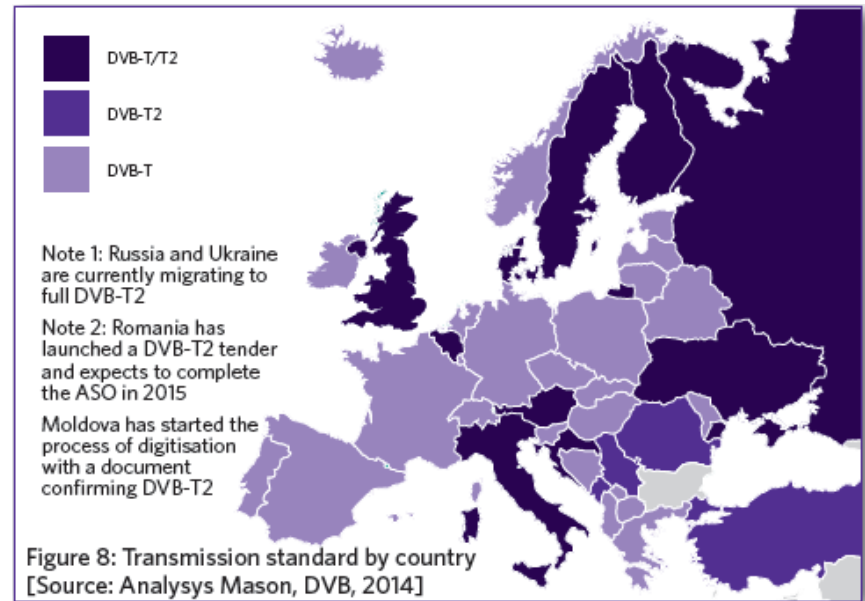 DVB-T/T2
DVB-T2
DVB-T
Note 1: Russia and Ukraine
are currently migrating to
full DVB-T2
Note 2: Romania has
launched a DVB-T2 tender
and expects to complete
the ASO in 2015
Moldova has started the
process of digitisation
with a document
confirming DVB-T2
Figure 8: Transmission standard by country
[Source: Analysys Mason, DVB, 2014]